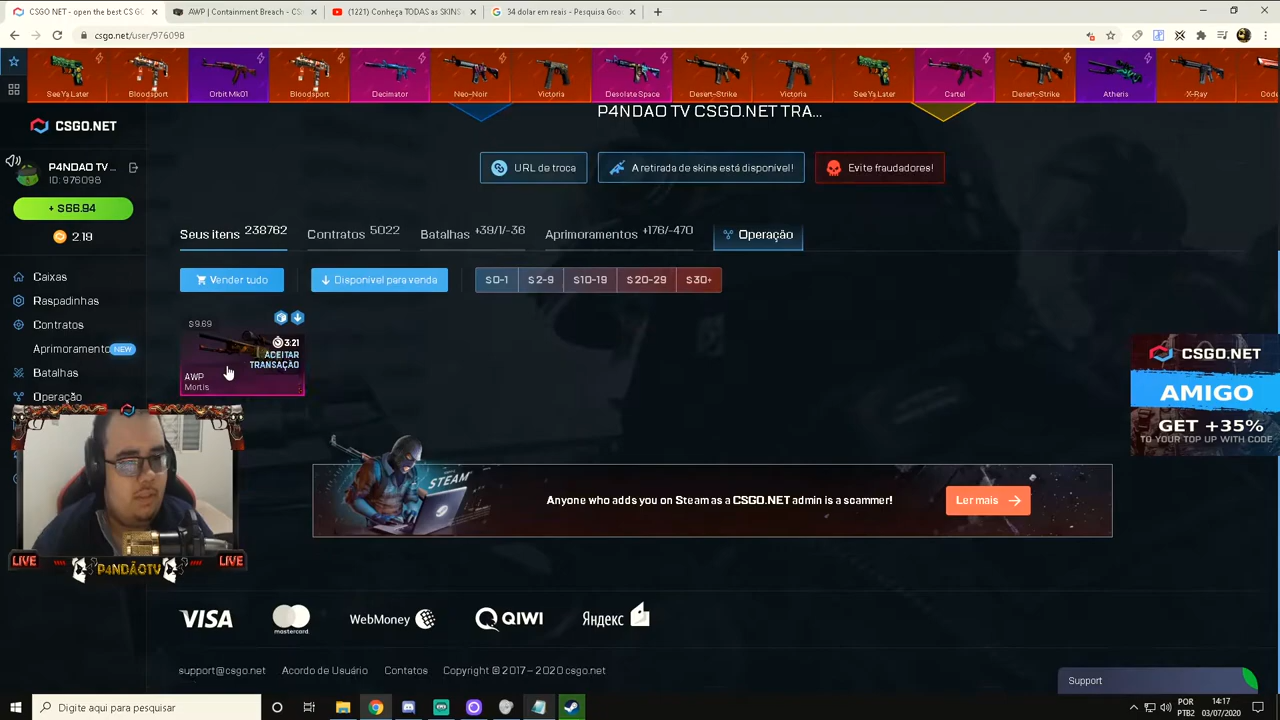 CSGO.NET - open the best CS G
AWP | Containment Breach - CS
(1221) Conheça TODAS as SKINS
34 dolar em reais - Pesquisa Goo
csgo.net/user/976098
See Ya Later
Bloodsport
Orbit Mk01
Bloodsport
Decimator
Neo-Noir
Victoria
Desolate Space
Desert-Strike
Victoria
See Ya Later
Cartel
Desert-Strike
Atheris
X-Ray
CSGO.NET
P4NDAO TV CSGO.NET TRA...
P4NDAO TV ...
ID: 976098
URL de troca
A retirada de skins está disponível!
Evite fraudadores!
+ $66.94
2.19
Seus itens 238762
Contratos 5022
Batalhas +39/1/-36
Aprimoramentos +176/-470
Operação
Caixas
Raspadinhas
Contratos
Aprimoramento NEW
Batalhas
Operação
Vender tudo
Disponível para venda
$0-1
$2-9
$10-19
$20-29
$30+
$9.69
3:21
ACEITAR
TRANSAÇÃO
AWP
Mortis
CSGO.NET
AMIGO
GET +35%
TO YOUR TOP UP WITH CODE
STEAM
Anyone who adds you on Steam as a CSGO.NET admin is a scammer!
Ler mais
LIVE
P4NDÃOTV
LIVE
VISA
mastercard
WebMoney
QIWI
Яндекс
support@csgo.net
Acordo de Usuário
Contatos
Copyright © 2017 – 2020 csgo.net
Support
Digite aqui para pesquisar
POR
PTB2
14:17
03/07/2020